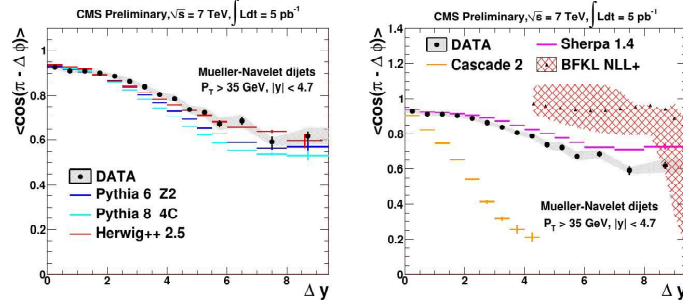 CMS Preliminary,√s = 7 TeV,∫Ldt = 5 pb⁻¹
<cos(π - Δ ϕ)>
1
0.8
0.6
0.4
0.2
0
Mueller-Navelet dijets
P_T > 35 GeV, |y| < 4.7
DATA
Pythia 6 Z2
Pythia 8 4C
Herwig++ 2.5
0 2 4 6 8
Δ y
CMS Preliminary,√s = 7 TeV,∫Ldt = 5 pb⁻¹
<cos(π - Δ ϕ)>
1.4
1.2
1
0.8
0.6
0.4
0.2
0
DATA
Cascade 2
Sherpa 1.4
BFKL NLL+
Mueller-Navelet dijets
P_T > 35 GeV, |y| < 4.7
0 2 4 6 8
Δ y